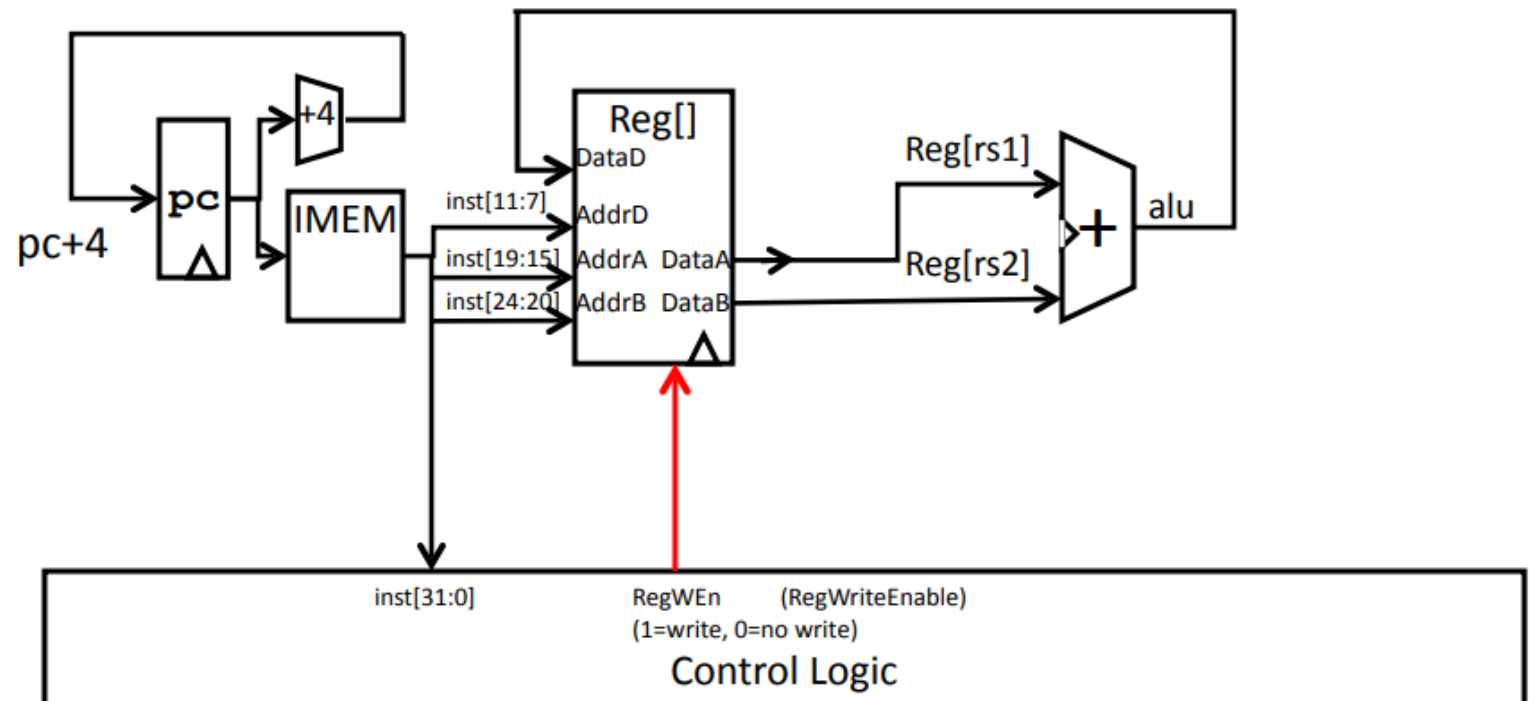 +4
pc
pc+4
IMEM
inst[11:7]
inst[19:15]
inst[24:20]
Reg[]
DataD
AddrD
AddrA DataA
AddrB DataB
Reg[rs1]
Reg[rs2]
+
alu
inst[31:0]
RegWEn (RegWriteEnable)
(1=write, 0=no write)
Control Logic